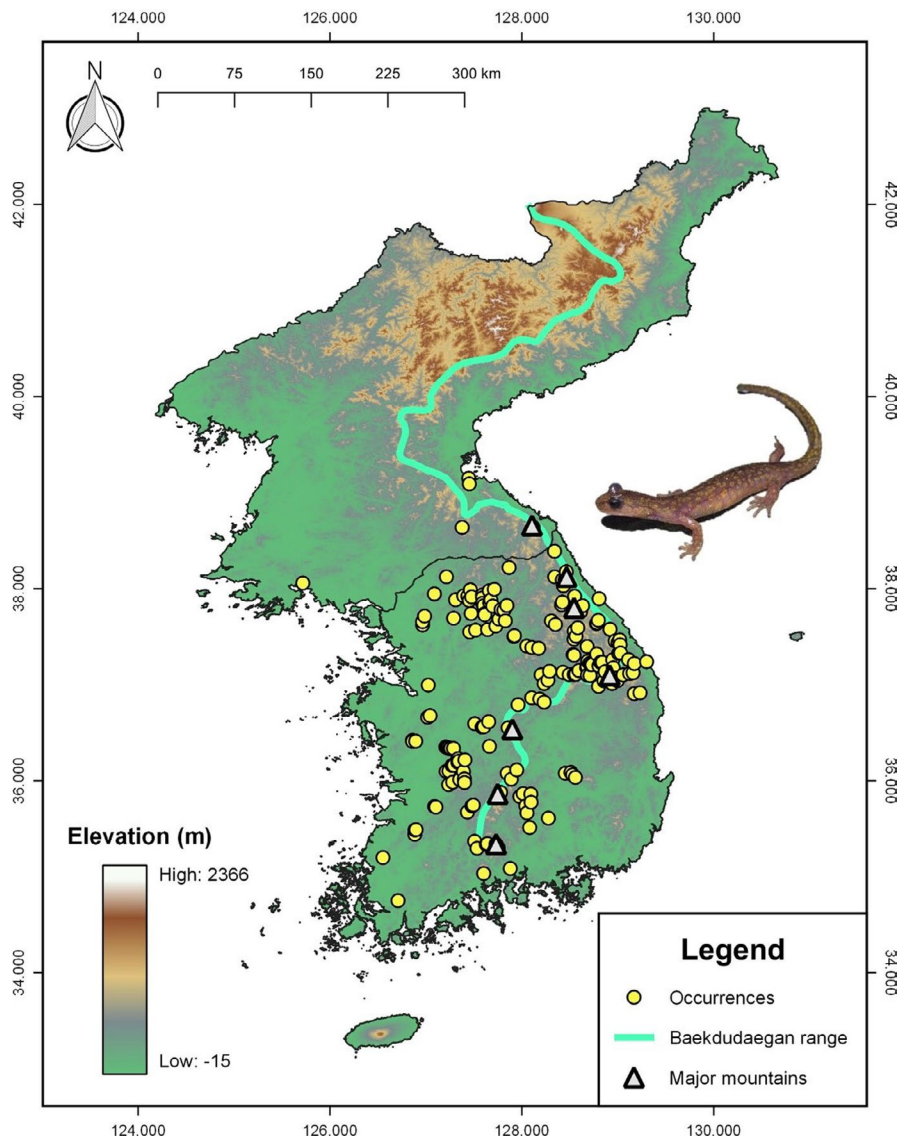 124.000 126.000 128.000 130.000
N
0 75 150 225 300 km
42.000 42.000
40.000 40.000
38.000 38.000
36.000 36.000
34.000 34.000
Elevation (m)
High: 2366
Low: -15
Legend
Occurrences
Baekdudaegan range
Major mountains
124.000 126.000 128.000 130.000